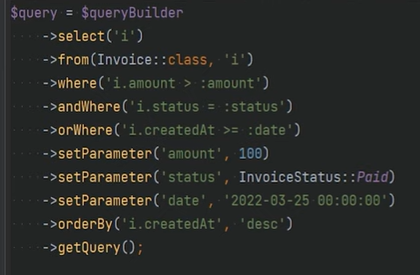 $query = $queryBuilder
->select('i')
->from(Invoice::class, 'i')
->where('i.amount > :amount')
->andWhere('i.status = :status')
->orWhere('i.createdAt >= :date')
->setParameter('amount', 100)
->setParameter('status', InvoiceStatus::Paid)
->setParameter('date', '2022-03-25 00:00:00')
->orderBy('i.createdAt', 'desc')
->getQuery();